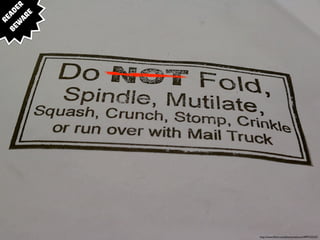 READER
BEWARE
Do NOT Fold,
Spindle, Mutilate,
Squash, Crunch, Stomp, Crinkle
or run over with Mail Truck